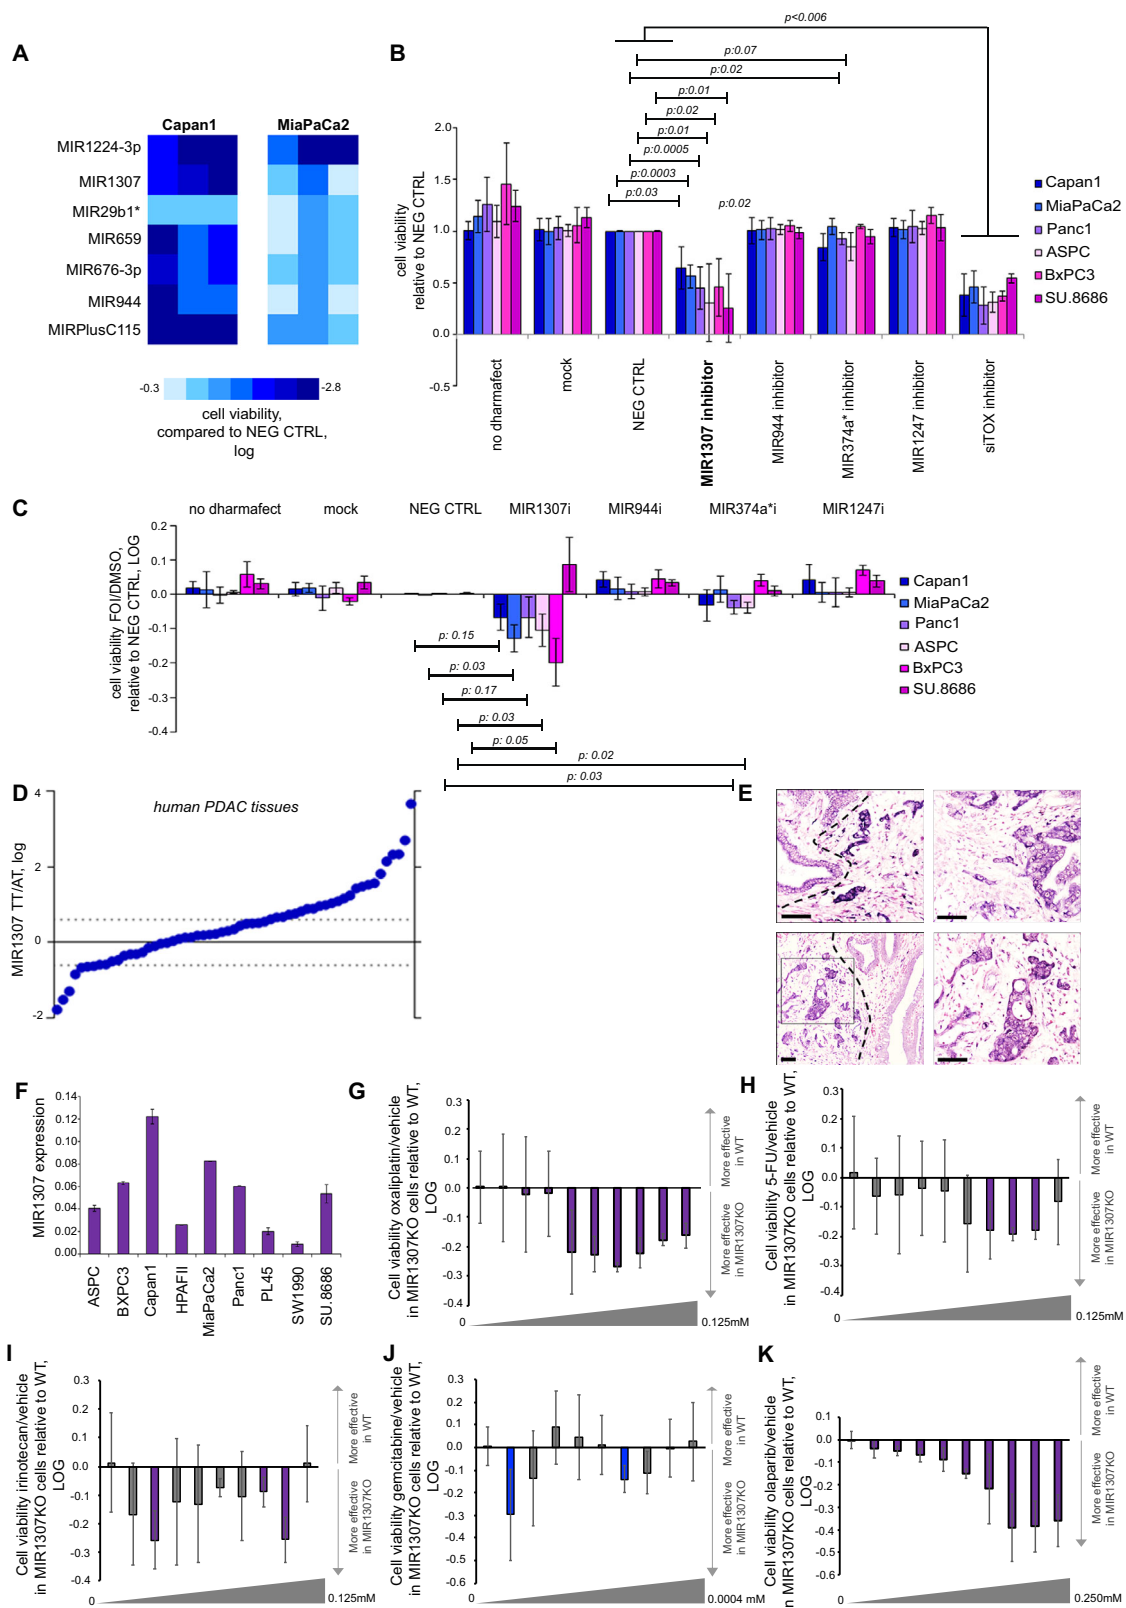 A
Capan1
MiaPaCa2
MIR1224-3p
MIR1307
MIR29b1*
MIR659
MIR676-3p
MIR944
MIRPlusC115
-0.3
-2.8
cell viability,
compared to NEG CTRL,
log
B
p<0.006
p:0.07
p:0.02
p:0.01
p:0.02
p:0.01
p:0.0005
p:0.0003
p:0.03
p:0.02
cell viability
relative to NEG CTRL
2.0
1.5
1.0
0.5
0.0
-0.5
no dharmafect
mock
NEG CTRL
MIR1307 inhibitor
MIR944 inhibitor
MIR374a* inhibitor
MIR1247 inhibitor
siTOX inhibitor
Capan1
MiaPaCa2
Panc1
ASPC
BxPC3
SU.8686
C
no dharmafect
mock
NEG CTRL
MIR1307i
MIR944i
MIR374a*i
MIR1247i
cell viability FOI/DMSO,
relative to NEG CTRL, LOG
0.2
0.1
0.0
-0.1
-0.2
-0.3
-0.4
p: 0.15
p: 0.03
p: 0.17
p: 0.03
p: 0.05
p: 0.02
p: 0.03
Capan1
MiaPaCa2
Panc1
ASPC
BxPC3
SU.8686
D
human PDAC tissues
MIR1307 TT/AT, log
4
2
0
-2
E
F
MIR1307 expression
0.14
0.12
0.10
0.08
0.06
0.04
0.02
0.00
ASPC
BXPC3
Capan1
HPAFII
MiaPaCa2
Panc1
PL45
SW1990
SU.8686
G
Cell viability oxaliplatin/vehicle
in MIR1307KO cells relative to WT,
LOG
0.3
0.2
0.1
0.0
-0.1
-0.2
-0.3
-0.4
0
0.125mM
More effective
in WT
More effective
in MIR1307KO
H
Cell viability 5-FU/vehicle
in MIR1307KO cells relative to WT,
LOG
0.3
0.2
0.1
0.0
-0.1
-0.2
-0.3
-0.4
0
0.125mM
More effective
in WT
More effective
in MIR1307KO
I
Cell viability irinotecan/vehicle
in MIR1307KO cells relative to WT,
LOG
0.3
0.2
0.1
0.0
-0.1
-0.2
-0.3
-0.4
0
0.125mM
More effective
in WT
More effective
in MIR1307KO
J
Cell viability gemcitabine/vehicle
in MIR1307KO cells relative to WT,
LOG
0.3
0.2
0.1
0.0
-0.1
-0.2
-0.3
-0.4
-0.5
-0.6
0
0.0004 mM
More effective
in WT
More effective
in MIR1307KO
K
Cell viability olaparib/vehicle
in MIR1307KO cells relative to WT,
LOG
0.1
0.0
-0.1
-0.2
-0.3
-0.4
-0.5
-0.6
0
0.250mM
More effective
in WT
More effective
in MIR1307KO